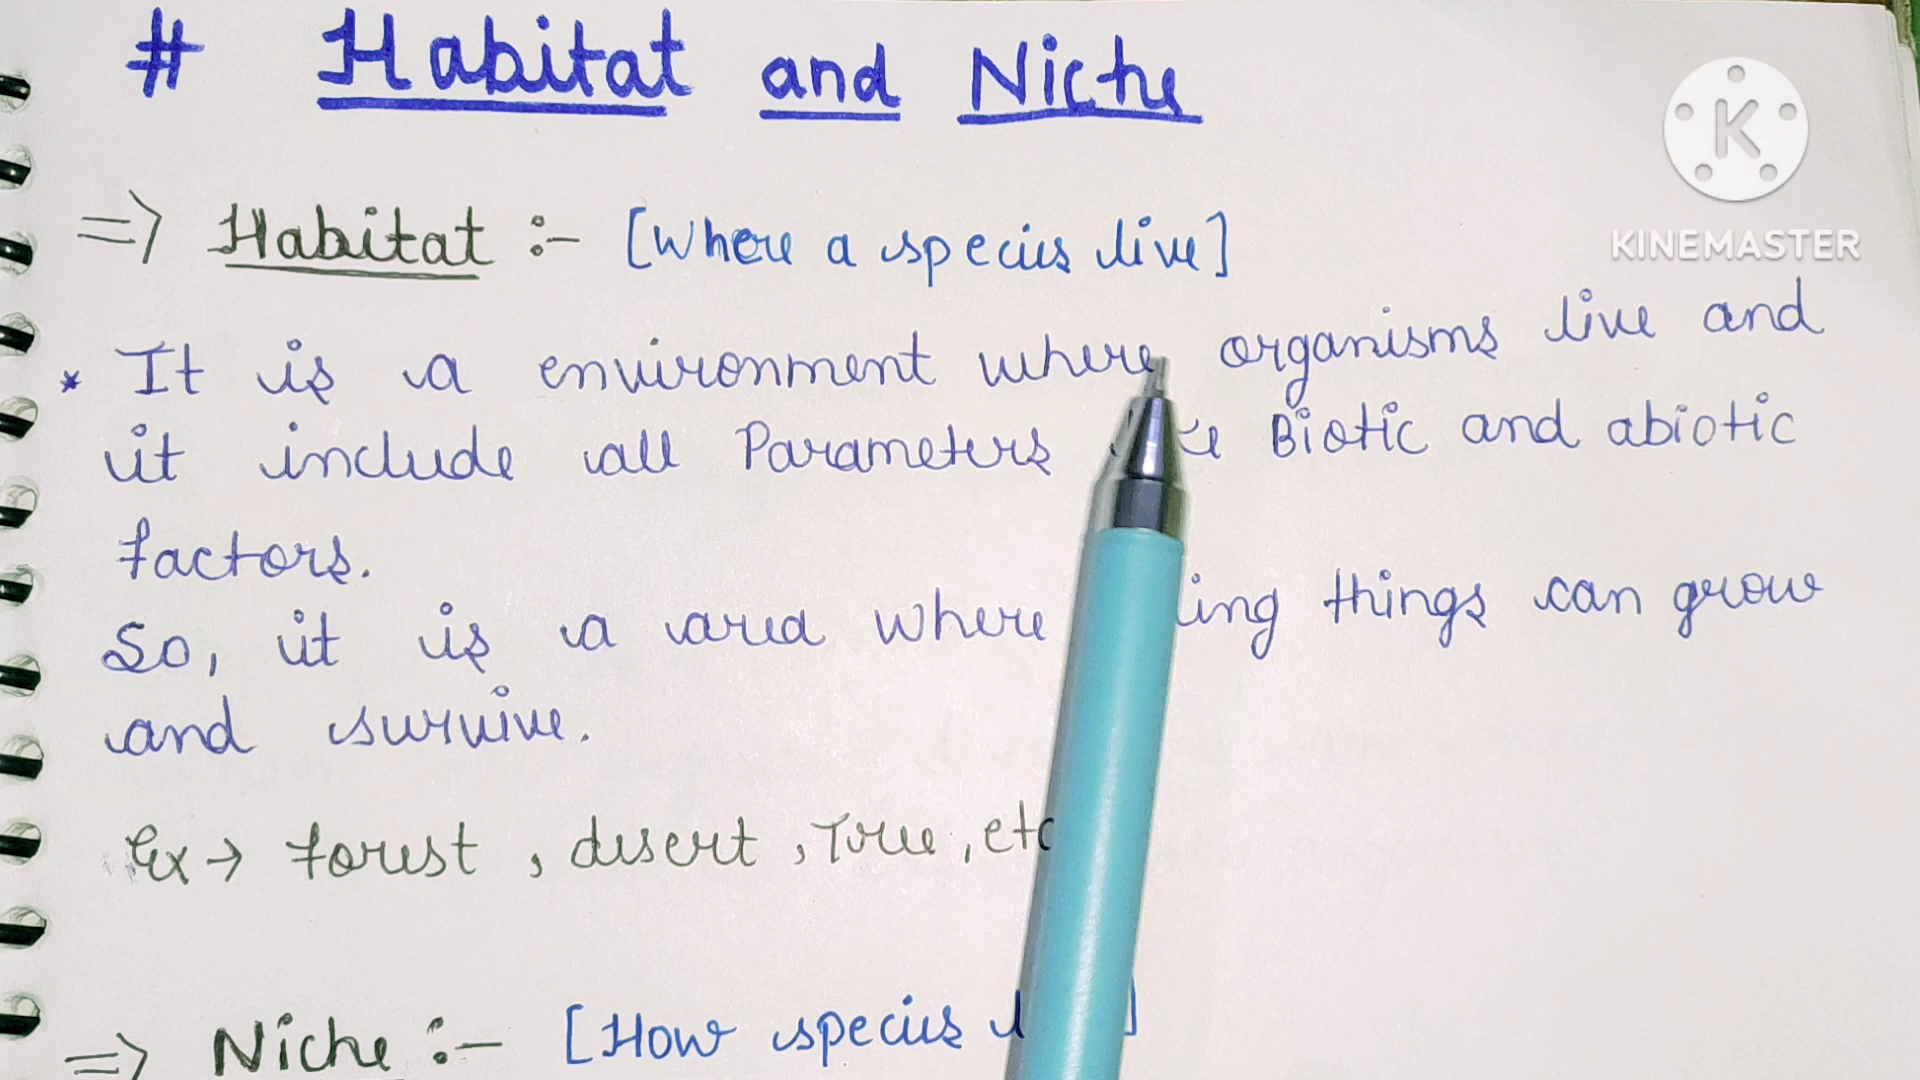 # Habitat and Niche
K
KINEMASTER
=> Habitat :- [Where a species live]
* It is a environment where organisms live and
it include all Parameters Biotic and abiotic
factors.
So, it is a area where things can grow
and survive.
Ex → forest, desert, Tree, etc
=> Niche :- [How species ]